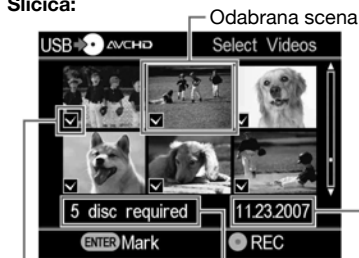 Sličica:
Odabrana scena
USB AVCHD Select Videos
5 disc required 11.23.2007
ENTER Mark REC